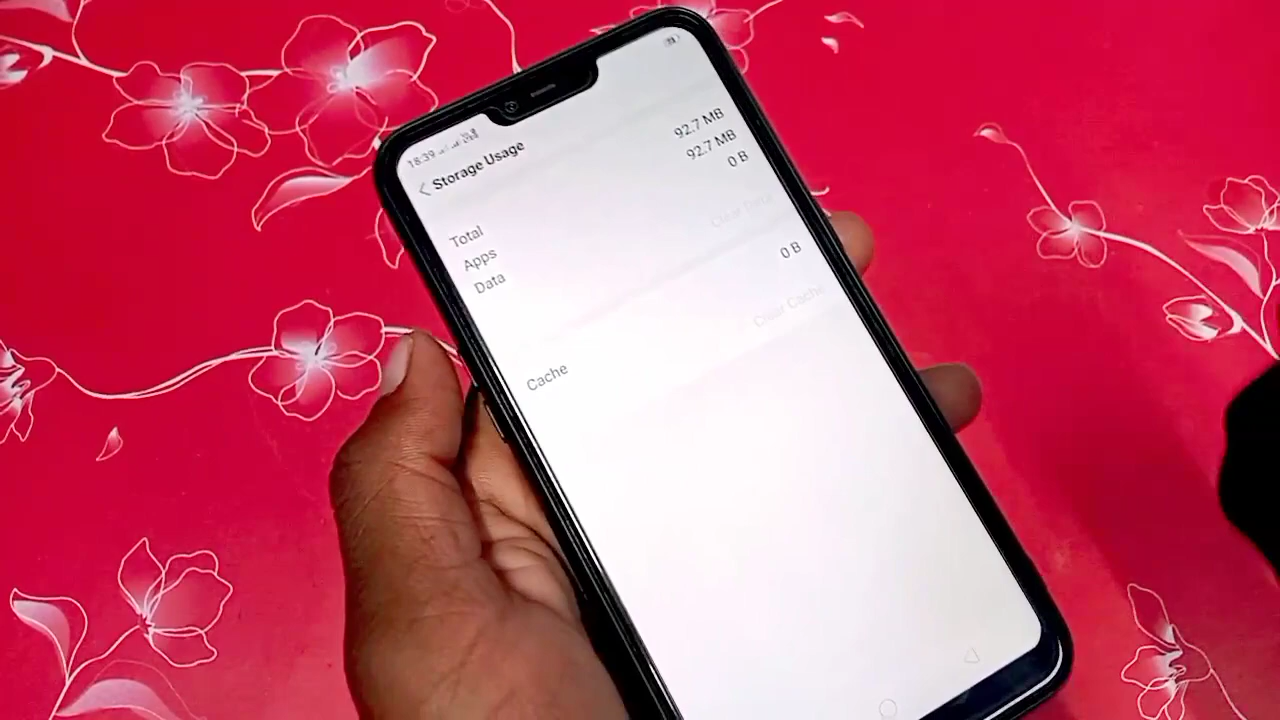 18:39
Storage Usage
Total 92.7 MB
Apps 92.7 MB
Data 0 B
Clear Data
Cache 0 B
Clear Cache